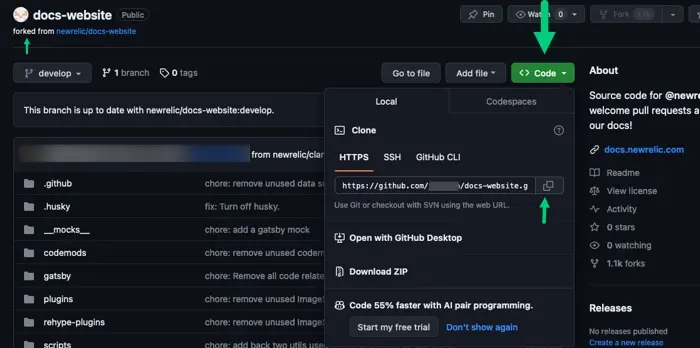 docs-website Public
forked from newrelic/docs-website
Pin
Watch 0
Fork
develop
1 branch
0 tags
Go to file
Add file
Code
This branch is up to date with newrelic/docs-website:develop.
from newrelic/clar
.github
chore: remove unused data s
.husky
fix: Turn off husky.
__mocks__
chore: add a gatsby mock
codemods
chore: remove unused codem
gatsby
chore: Remove all code relate
plugins
chore: remove unused Image
rehype-plugins
chore: remove unused Image
scripts
chore: add back two utils used
Local
Codespaces
Clone
HTTPS
SSH
GitHub CLI
https://github.com/
/docs-website.g
Use Git or checkout with SVN using the web URL.
Open with GitHub Desktop
Download ZIP
Code 55% faster with AI pair programming.
Start my free trial
Don't show again
About
Source code for @newre
welcome pull requests a
our docs!
docs.newrelic.com
Readme
View license
Activity
0 stars
0 watching
1.1k forks
Releases
No releases published
Create a new release